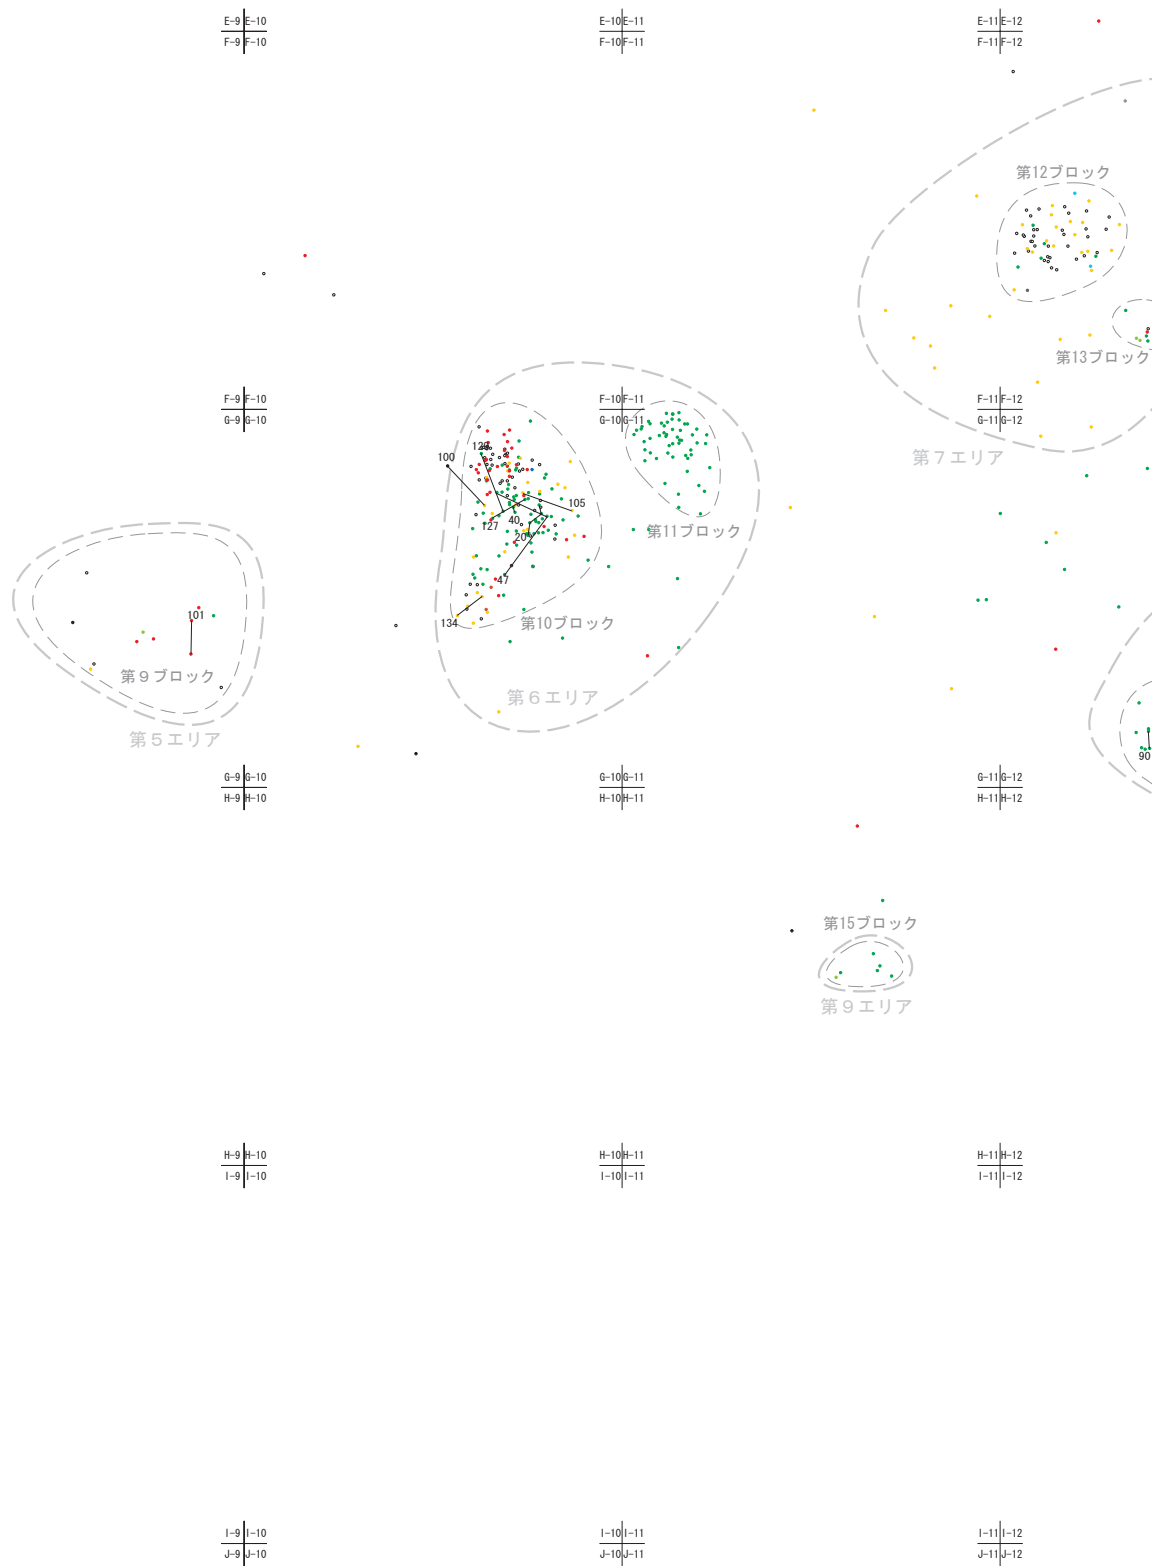 E-9 E-10
F-9 F-10
E-10 E-11
F-10 F-11
E-11 E-12
F-11 F-12
第12ブロック
第13ブロック
F-9 F-10
G-9 G-10
F-10 F-11
G-10 G-11
F-11 F-12
G-11 G-12
第7エリア
100
105
127
40
20
第11ブロック
47
101
134
第10ブロック
第9ブロック
第6エリア
第5エリア
90
G-9 G-10
H-9 H-10
G-10 G-11
H-10 H-11
G-11 G-12
H-11 H-12
第15ブロック
第9エリア
H-9 H-10
I-9 I-10
H-10 H-11
I-10 I-11
H-11 H-12
I-11 I-12
I-9 I-10
J-9 J-10
I-10 I-11
J-10 J-11
I-11 I-12
J-11 J-12